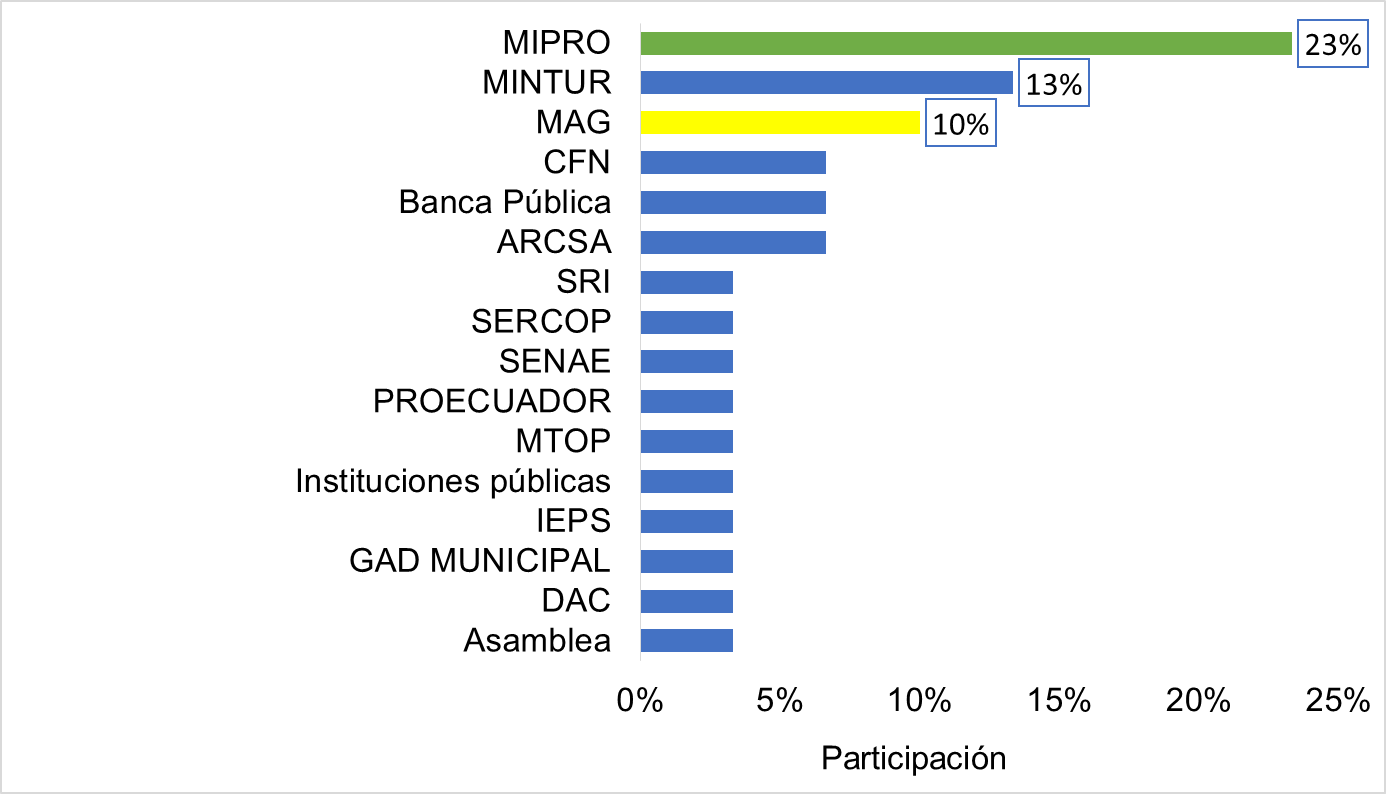 MIPRO 23%
MINTUR 13%
MAG 10%
CFN
Banca Pública
ARCSA
SRI
SERCOP
SENAE
PROECUADOR
MTOP
Instituciones públicas
IEPS
GAD MUNICIPAL
DAC
Asamblea
0% 5% 10% 15% 20% 25%
Participación